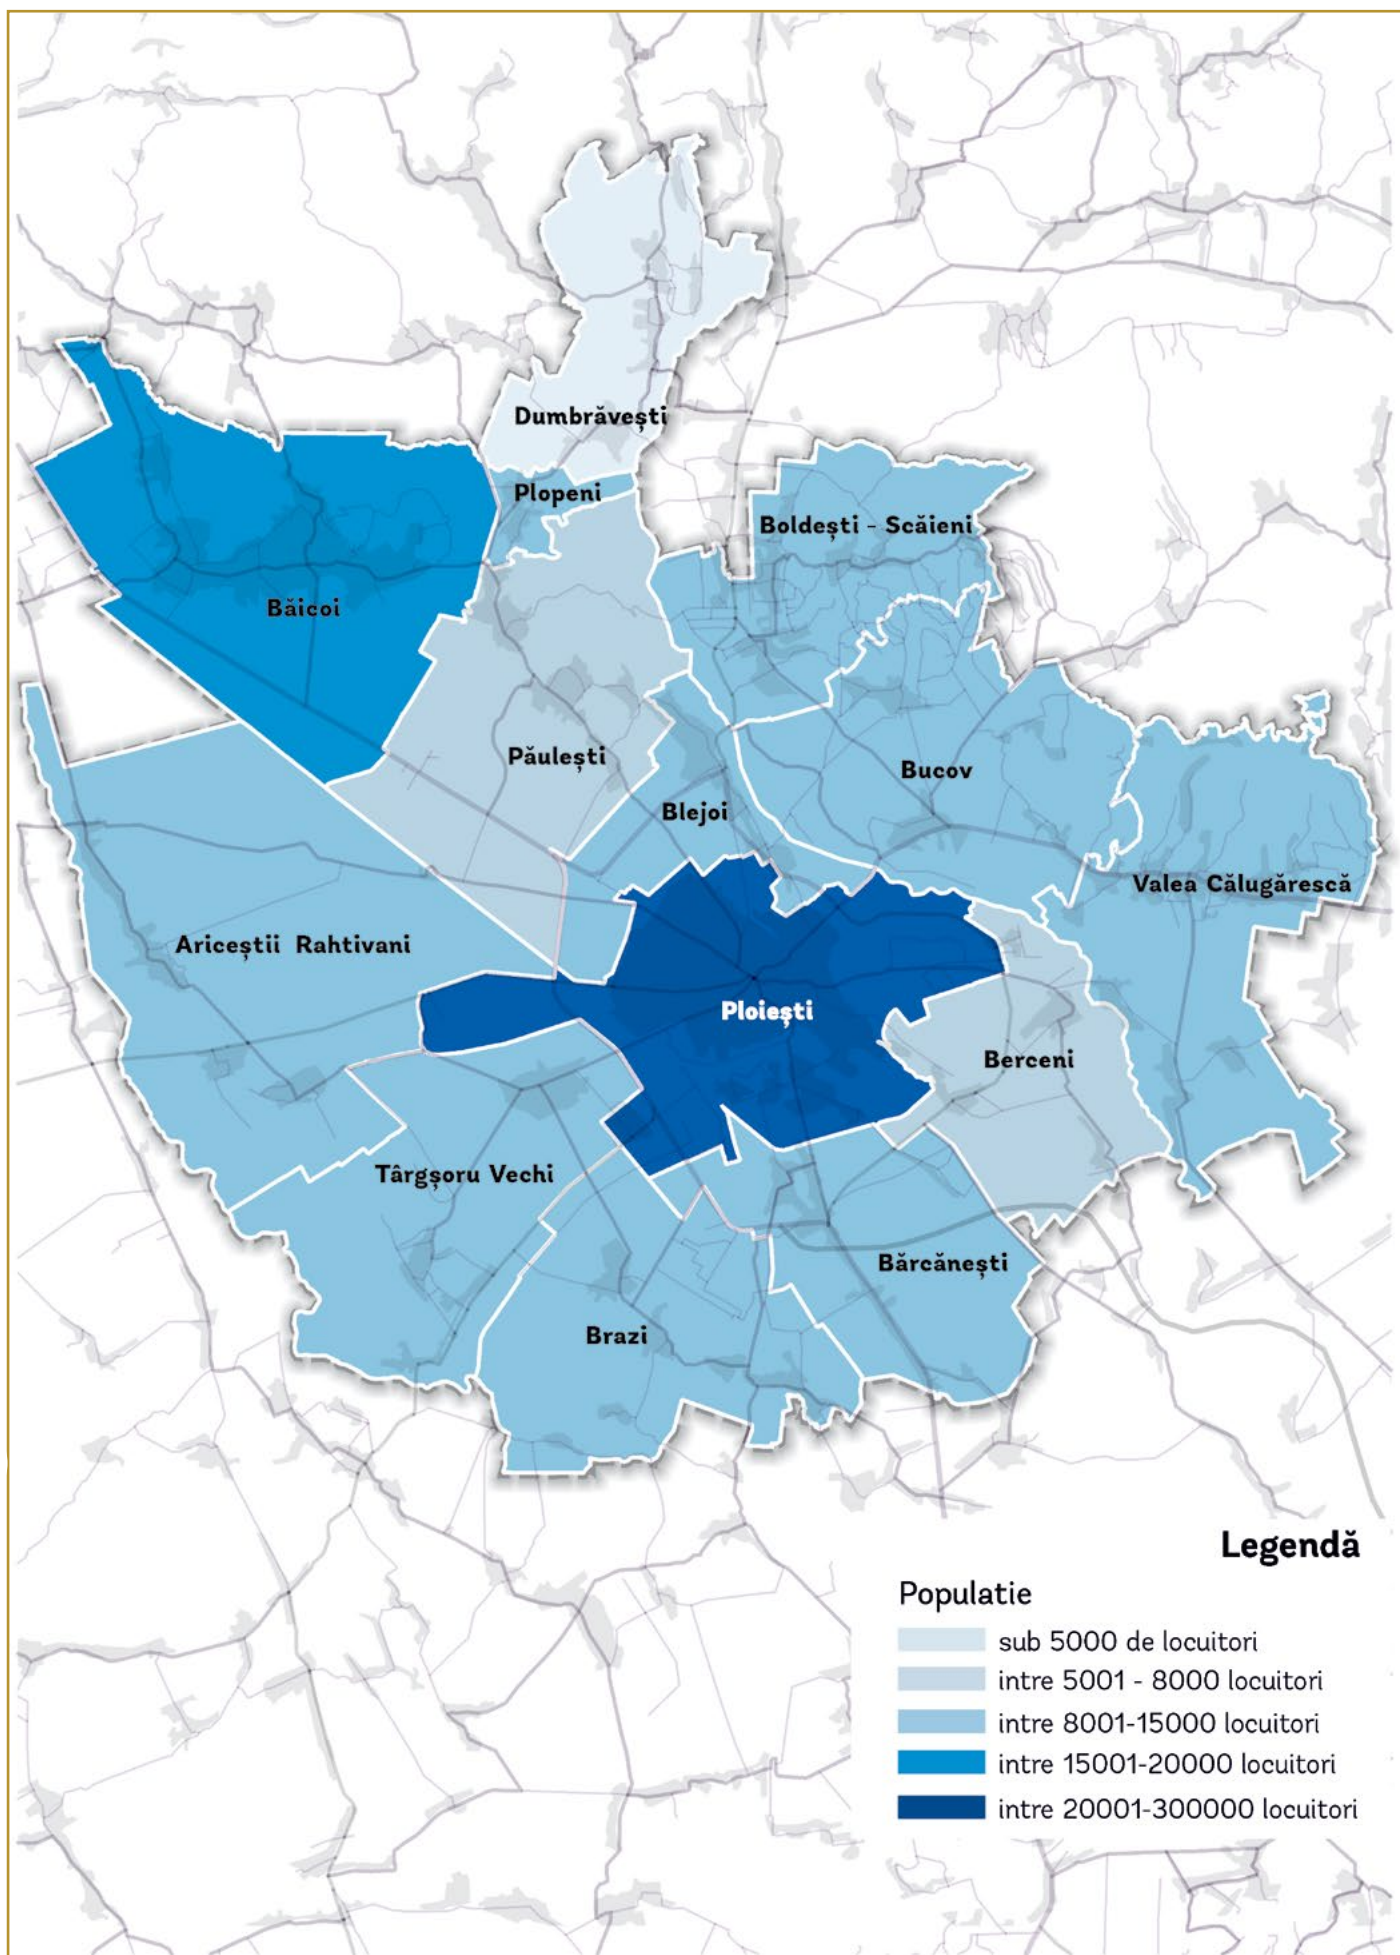 Dumbrăvești
Plopeni
Boldești - Scăieni
Băicoi
Păulești
Bucov
Blejoi
Valea Călugărescă
Ariceștii Rahtivani
Ploiești
Berceni
Târgșoru Vechi
Bărcănești
Brazi
Legendă
Populatie
sub 5000 de locuitori
intre 5001 - 8000 locuitori
intre 8001-15000 locuitori
intre 15001-20000 locuitori
intre 20001-300000 locuitori